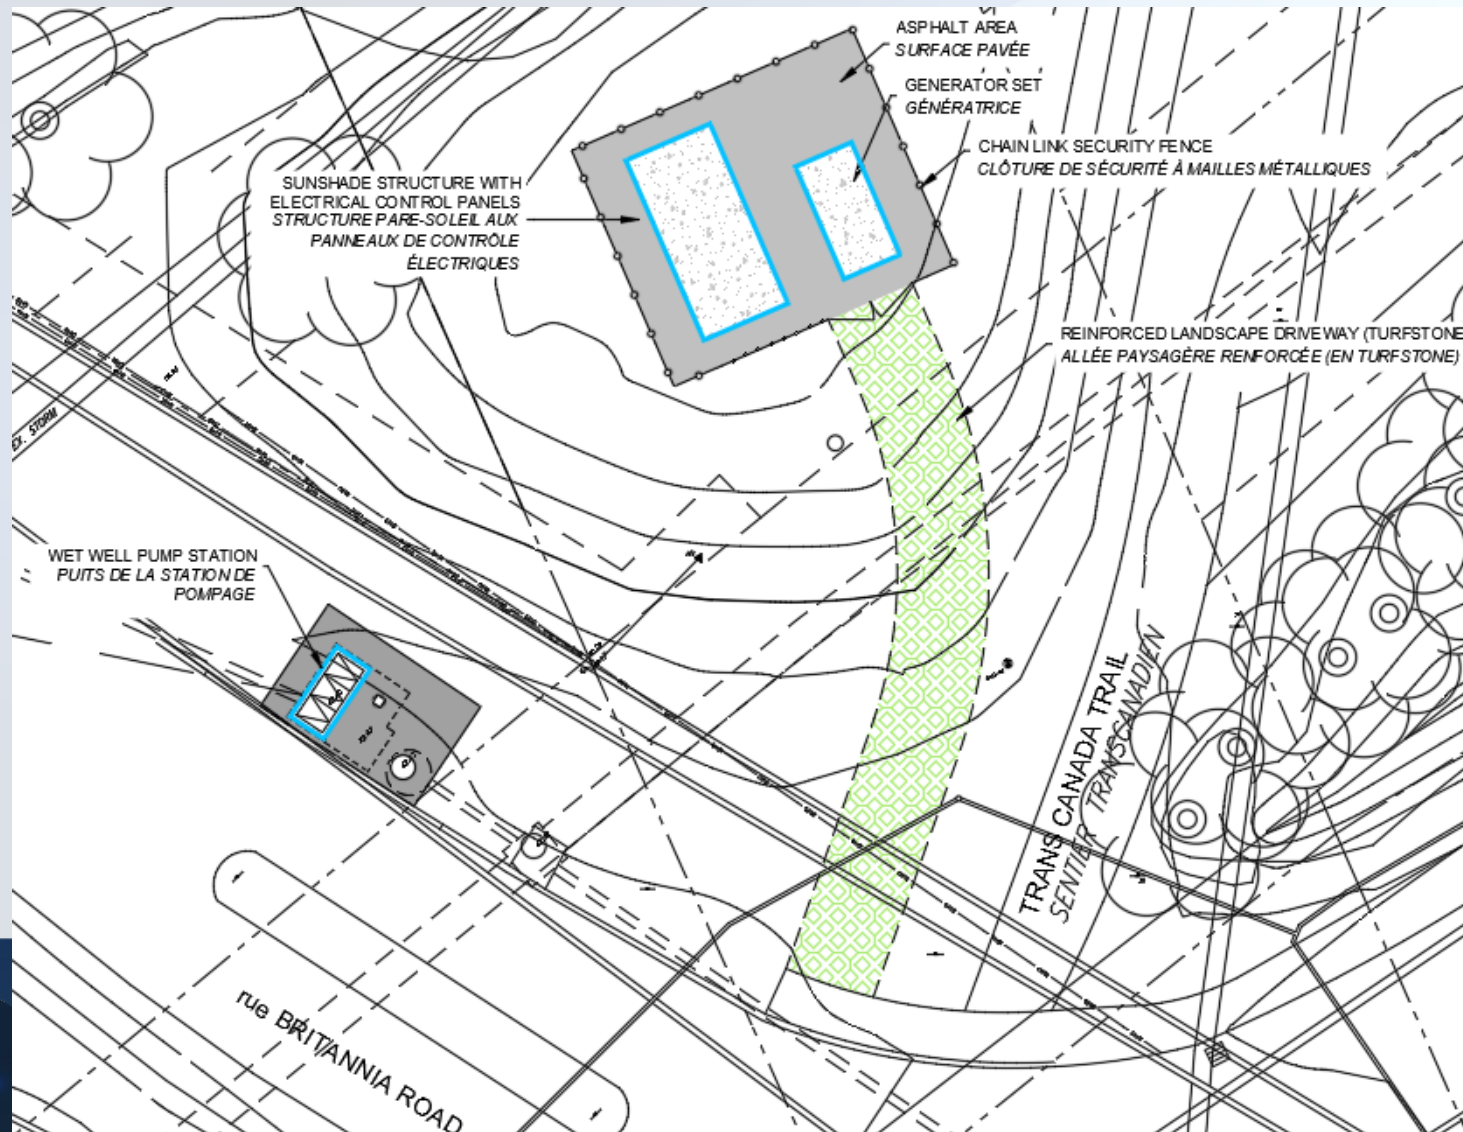 ASPHALT AREA
SURFACE PAVÉE
GENERATOR SET
GÉNÉRATRICE
CHAIN LINK SECURITY FENCE
CLÔTURE DE SÉCURITÉ À MAILLES MÉTALLIQUES
SUNSHADE STRUCTURE WITH
ELECTRICAL CONTROL PANELS
STRUCTURE PARE-SOLEIL AUX
PANNEAUX DE CONTRÔLE
ÉLECTRIQUES
REINFORCED LANDSCAPE DRIVEWAY (TURFSTONE
ALLÉE PAYSAGÈRE RENFORCÉE (EN TURFSTONE)
EX. STORM
WET WELL PUMP STATION
PUITS DE LA STATION DE
POMPAGE
TRANS CANADA TRAIL
SENTIER TRANSCANADIEN
rue BRITANNIA ROAD